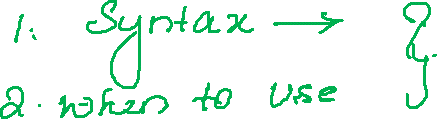 1. Syntax →
2. when to use